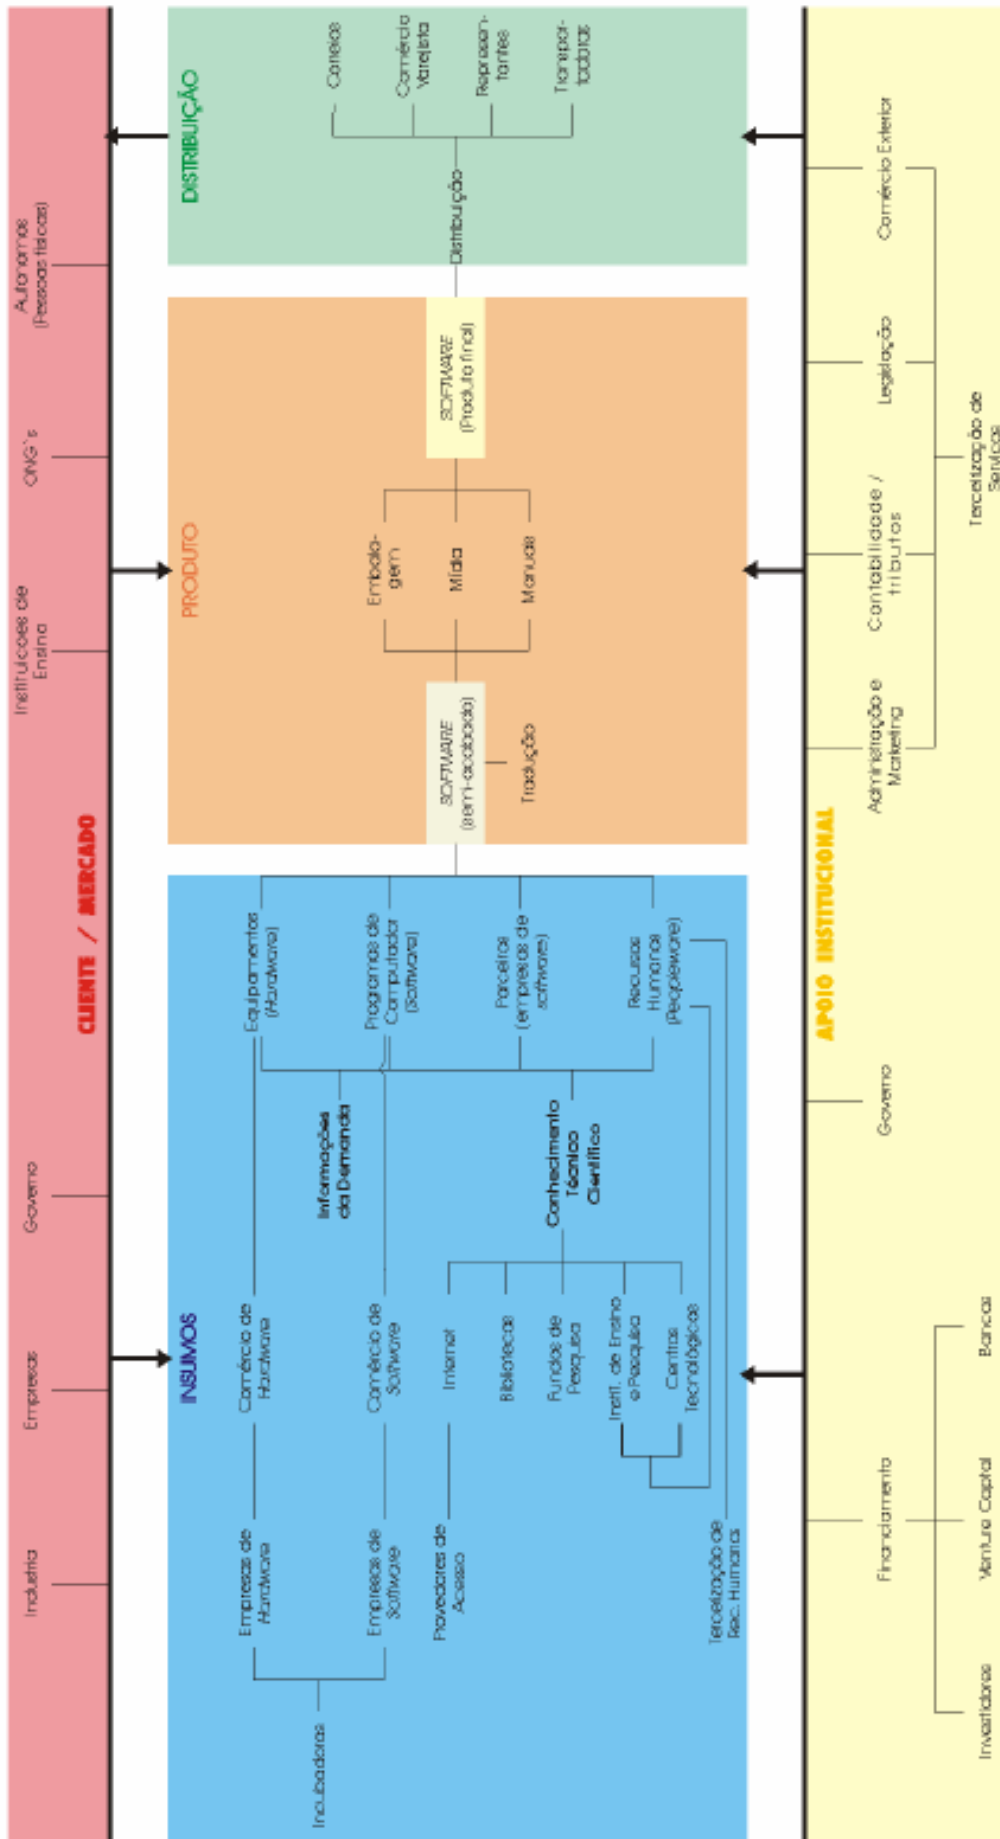 CLIENTE / MERCADO
Industria
Empresas
Governo
Instituicoes de
Ensino
ONG`s
Autonomos
(Pessoas físicas)
INSUMOS
Incubadoras
Empresas de
Hardware
Empresas de
Software
Provedores de
Acesso
Terceirização de
Rec. Humanos
Comércio de
Hardware
Comércio de
Software
Internet
Bibliotecas
Fundos de
Pesquisa
Instit. de Ensino
e Pesquisa
Centros
Tecnológicos
Informações
da Demanda
Conhecimento
Técnico
Científico
Equipamentos
(Hardware)
Programas de
Computador
(Software)
Parceiros
(empresas de
softwares)
Recursos
Humanos
(Peopleware)
PRODUTO
SOFTWARE
(semi-acabado)
Tradução
Embala-
gem
Mídia
Manuais
SOFTWARE
(Produto final)
DISTRIBUIÇÃO
Distribuição
Correios
Comércio
Varejista
Represen-
tantes
Transpor-
tadoras
APOIO INSTITUCIONAL
Financiamento
Investidores
Venture Capital
Bancos
Governo
Administração e
Marketing
Contabilidade /
tributos
Legislação
Comércio Exterior
Terceirização de
Servicos